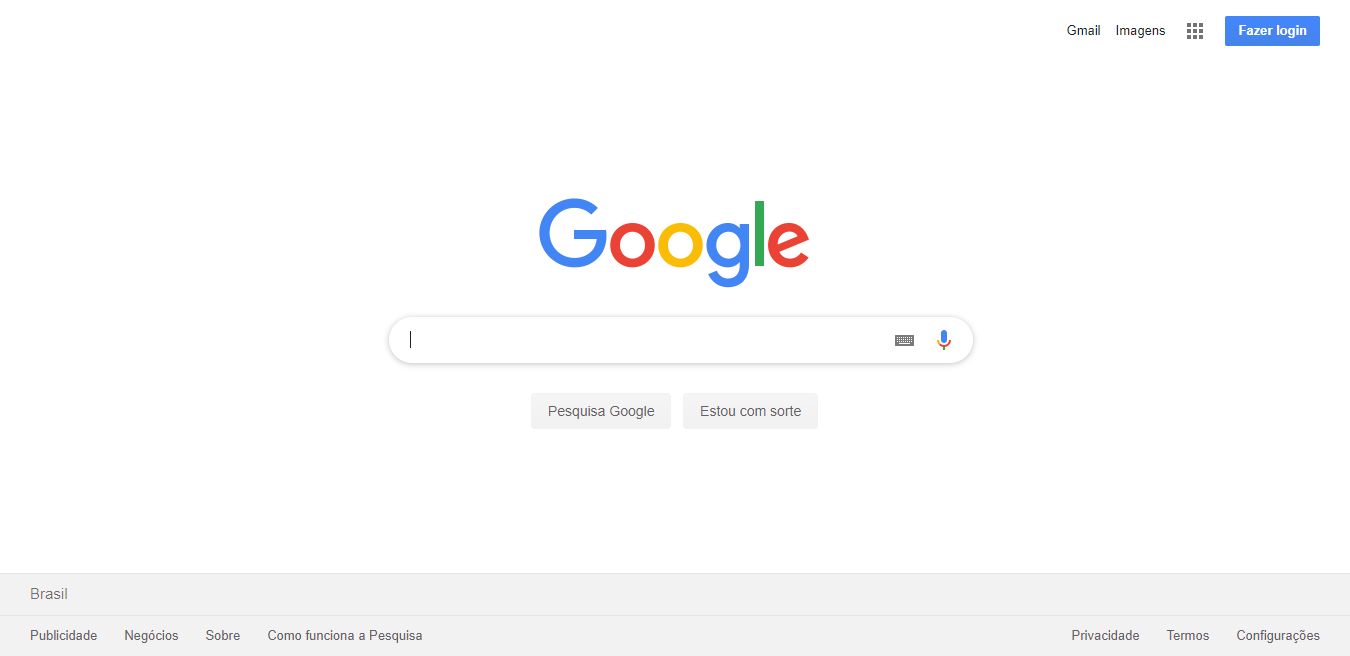 Gmail Imagens Fazer login
Google
Pesquisa Google Estou com sorte
Brasil
Publicidade Negócios Sobre Como funciona a Pesquisa Privacidade Termos Configurações